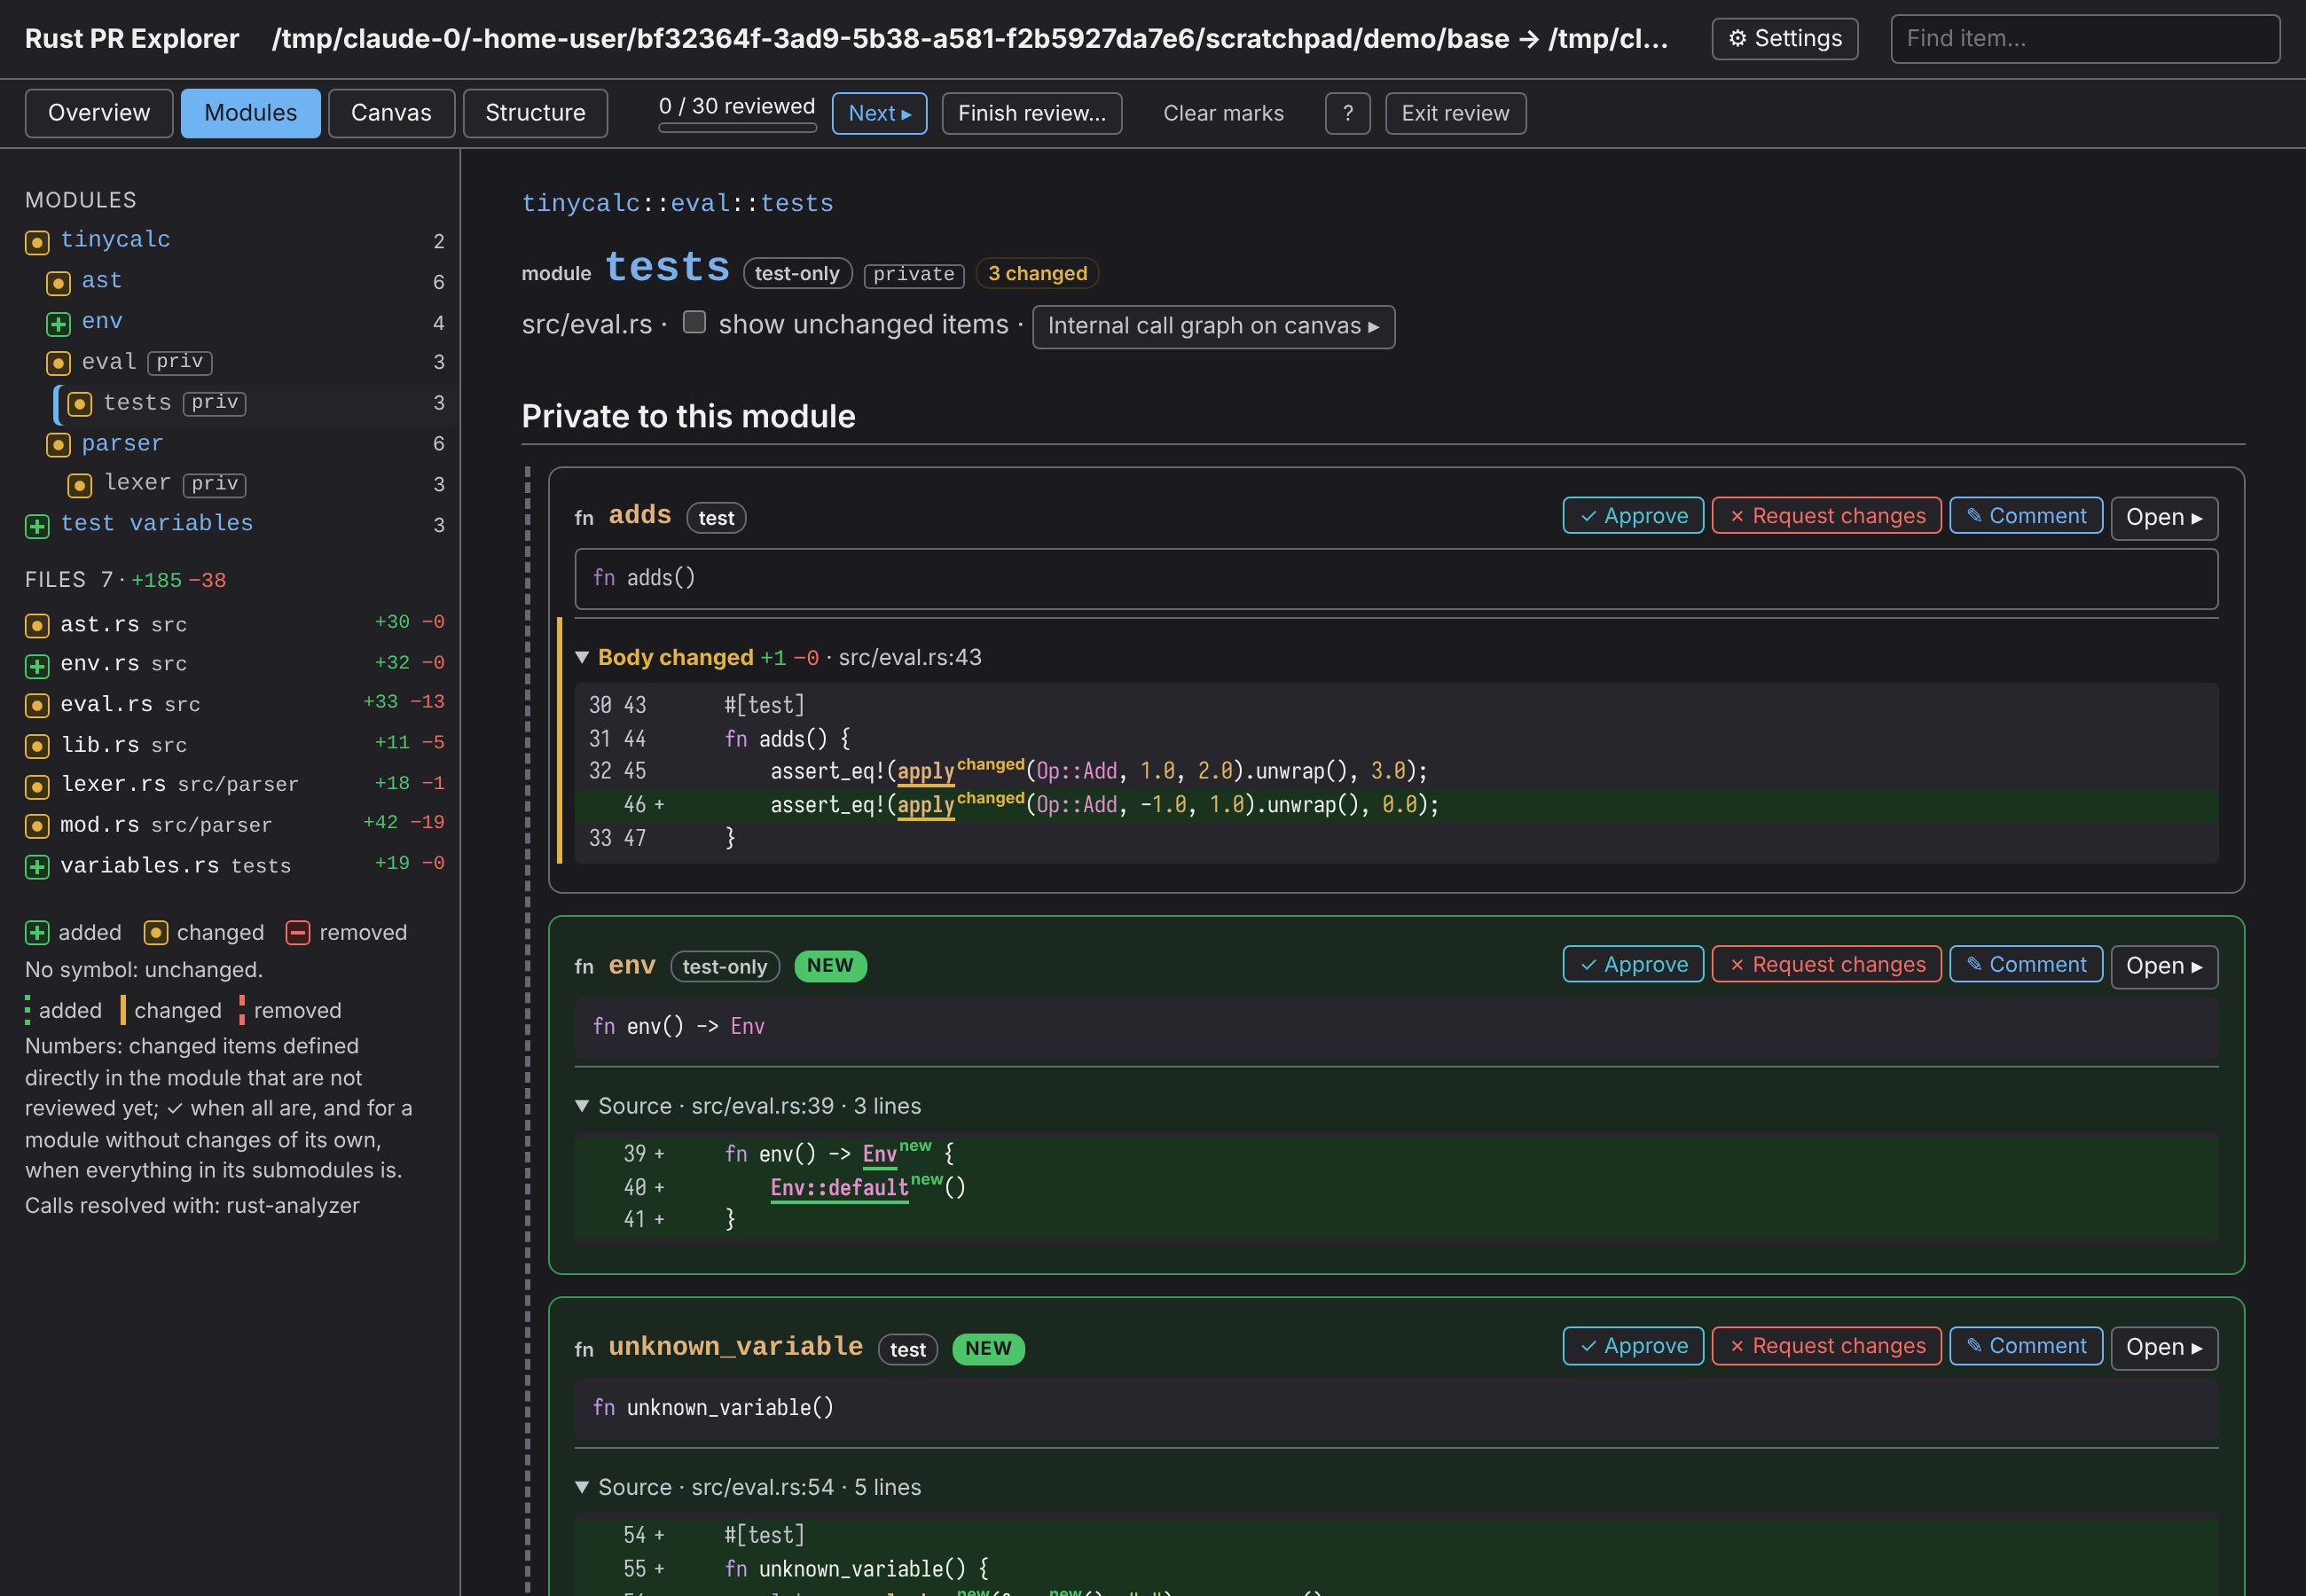 Rust PR Explorer /tmp/claude-0/-home-user/bf32364f-3ad9-5b38-a581-f2b5927da7e6/scratchpad/demo/base → /tmp/cl... ⚙ Settings Find item...
Overview Modules Canvas Structure 0 / 30 reviewed Next ▸ Finish review... Clear marks ? Exit review
MODULES
tinycalc 2
ast 6
env 4
eval priv 3
tests priv 3
parser 6
lexer priv 3
test variables 3
FILES 7 · +185 −38
ast.rs src +30 −0
env.rs src +32 −0
eval.rs src +33 −13
lib.rs src +11 −5
lexer.rs src/parser +18 −1
mod.rs src/parser +42 −19
variables.rs tests +19 −0
added changed removed
No symbol: unchanged.
added changed removed
Numbers: changed items defined
directly in the module that are not
reviewed yet; ✓ when all are, and for a
module without changes of its own,
when everything in its submodules is.
Calls resolved with: rust-analyzer
tinycalc::eval::tests
module tests test-only private 3 changed
src/eval.rs · show unchanged items · Internal call graph on canvas ▸
Private to this module
fn adds test ✓ Approve × Request changes ✎ Comment Open ▸
fn adds()
▼ Body changed +1 −0 · src/eval.rs:43
30 43 #[test]
31 44 fn adds() {
32 45 assert_eq!(apply changed(Op::Add, 1.0, 2.0).unwrap(), 3.0);
46 + assert_eq!(apply changed(Op::Add, -1.0, 1.0).unwrap(), 0.0);
33 47 }
fn env test-only NEW ✓ Approve × Request changes ✎ Comment Open ▸
fn env() -> Env
▼ Source · src/eval.rs:39 · 3 lines
39 + fn env() -> Env new {
40 + Env::default new()
41 + }
fn unknown_variable test NEW ✓ Approve × Request changes ✎ Comment Open ▸
fn unknown_variable()
▼ Source · src/eval.rs:54 · 5 lines
54 + #[test]
55 + fn unknown_variable() {
new new